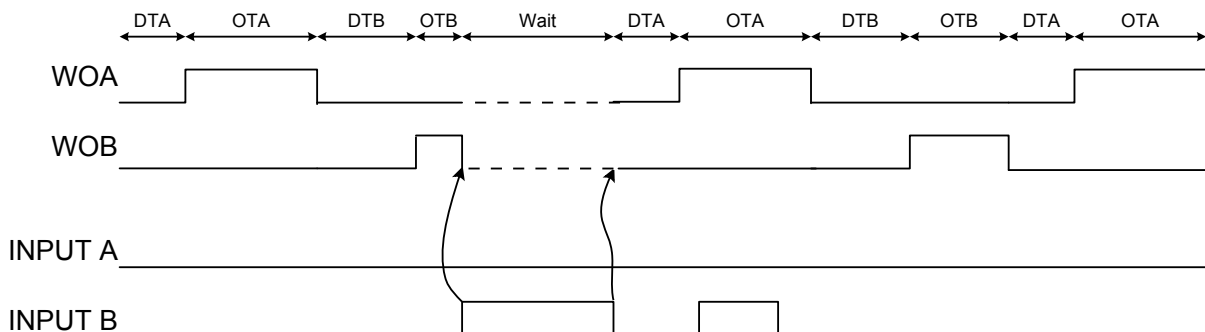 DTA OTA DTB OTB Wait DTA OTA DTB OTB DTA OTA
WOA
WOB
INPUT A
INPUT B